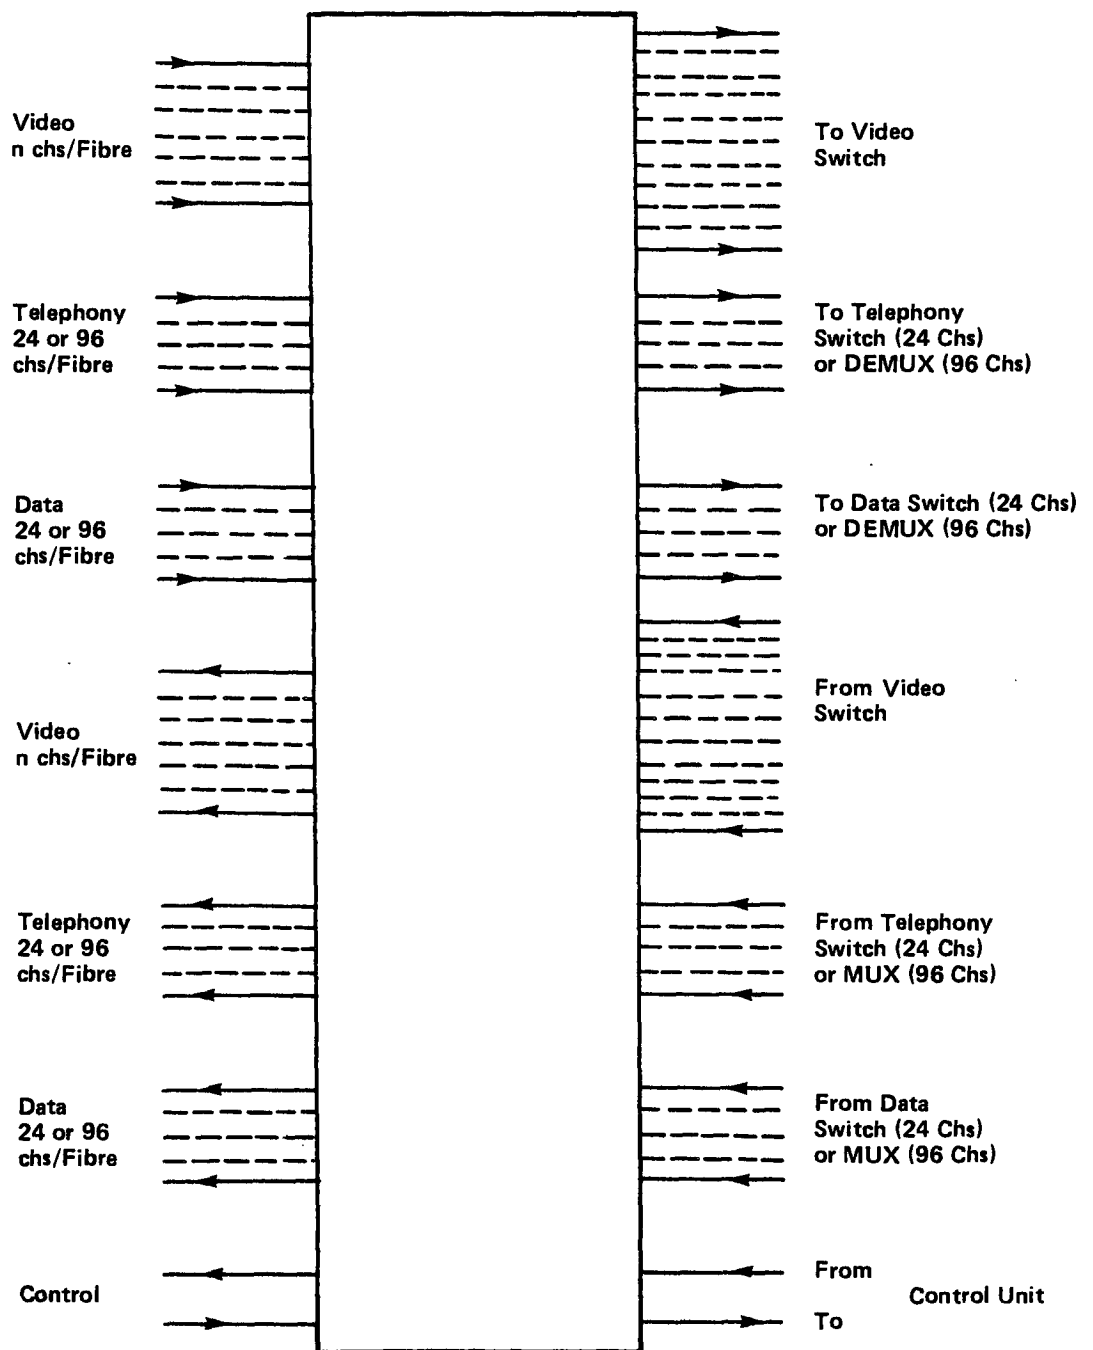 Video
n chs/Fibre
To Video
Switch
Telephony
24 or 96
chs/Fibre
To Telephony
Switch (24 Chs)
or DEMUX (96 Chs)
Data
24 or 96
chs/Fibre
To Data Switch (24 Chs)
or DEMUX (96 Chs)
Video
n chs/Fibre
From Video
Switch
Telephony
24 or 96
chs/Fibre
From Telephony
Switch (24 Chs)
or MUX (96 Chs)
Data
24 or 96
chs/Fibre
From Data
Switch (24 Chs)
or MUX (96 Chs)
Control
From
Control Unit
To